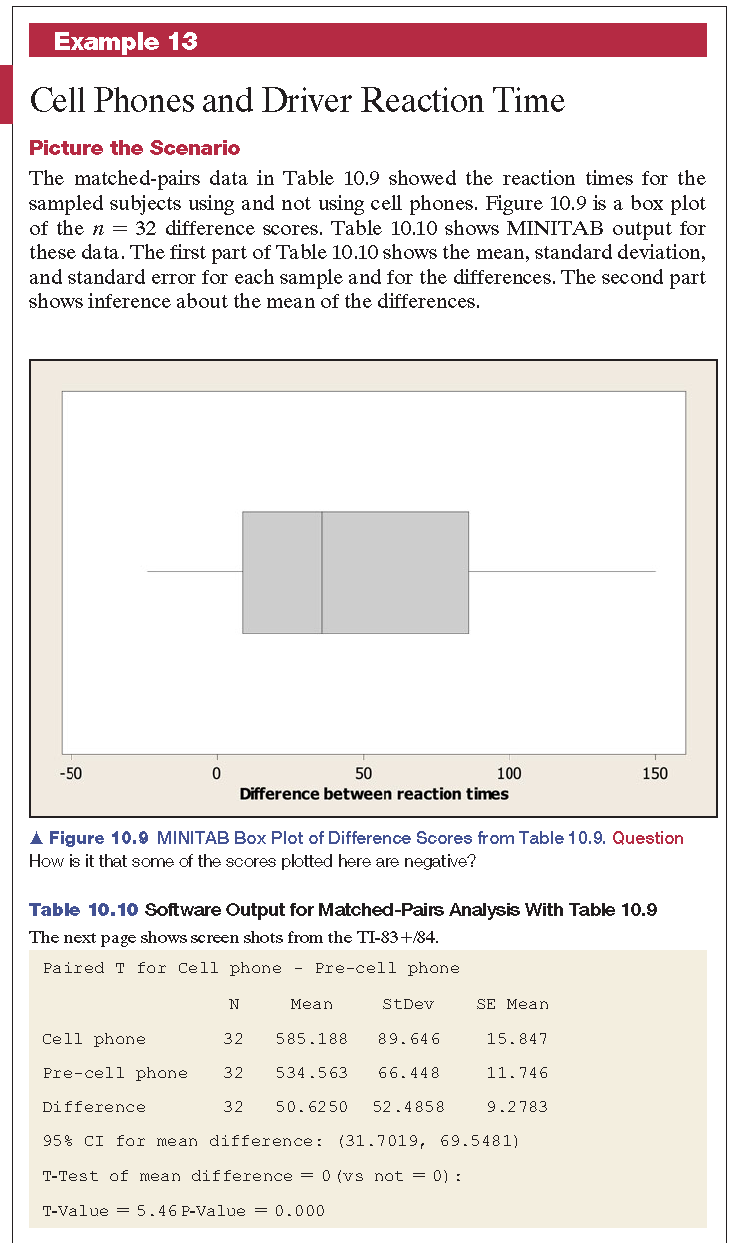 Example 13
Cell Phones and Driver Reaction Time
Picture the Scenario
The matched-pairs data in Table 10.9 showed the reaction times for the
sampled subjects using and not using cell phones. Figure 10.9 is a box plot
of the n = 32 difference scores. Table 10.10 shows MINITAB output for
these data. The first part of Table 10.10 shows the mean, standard deviation,
and standard error for each sample and for the differences. The second part
shows inference about the mean of the differences.
-50 0 50 100 150
Difference between reaction times
▲ Figure 10.9 MINITAB Box Plot of Difference Scores from Table 10.9. Question
How is it that some of the scores plotted here are negative?
Table 10.10 Software Output for Matched-Pairs Analysis With Table 10.9
The next page shows screen shots from the TI-83+/84.
Paired T for Cell phone - Pre-cell phone
N Mean StDev SE Mean
Cell phone 32 585.188 89.646 15.847
Pre-cell phone 32 534.563 66.448 11.746
Difference 32 50.6250 52.4858 9.2783
95% CI for mean difference: (31.7019, 69.5481)
T-Test of mean difference = 0 (vs not = 0):
T-Value = 5.46 P-Value = 0.000